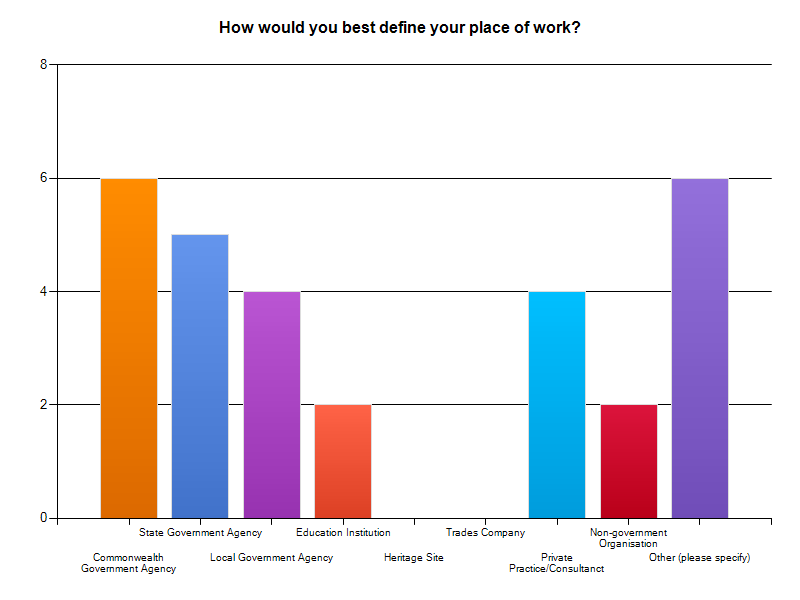 How would you best define your place of work?
8
6
4
2
0
State Government Agency
Education Institution
Trades Company
Non-government
Organisation
Commonwealth
Government Agency
Local Government Agency
Heritage Site
Private
Practice/Consultanct
Other (please specify)